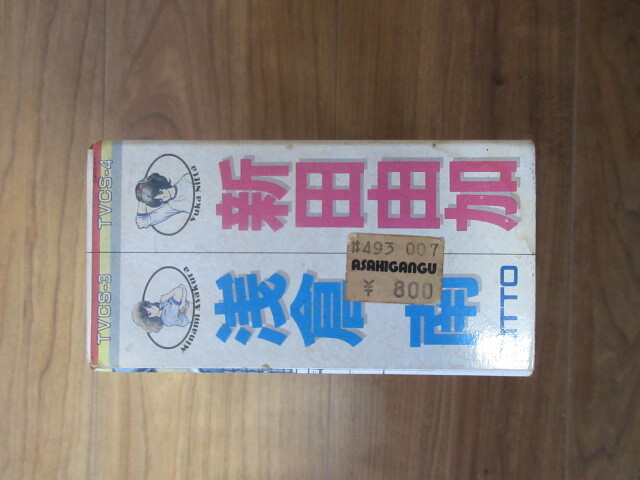 TVCS-4
Yuka Nitta
新田由加
TVCS-3
Minami Asakura
浅倉南
#493 007
ASAHIGANGU
¥ 800
ITTO